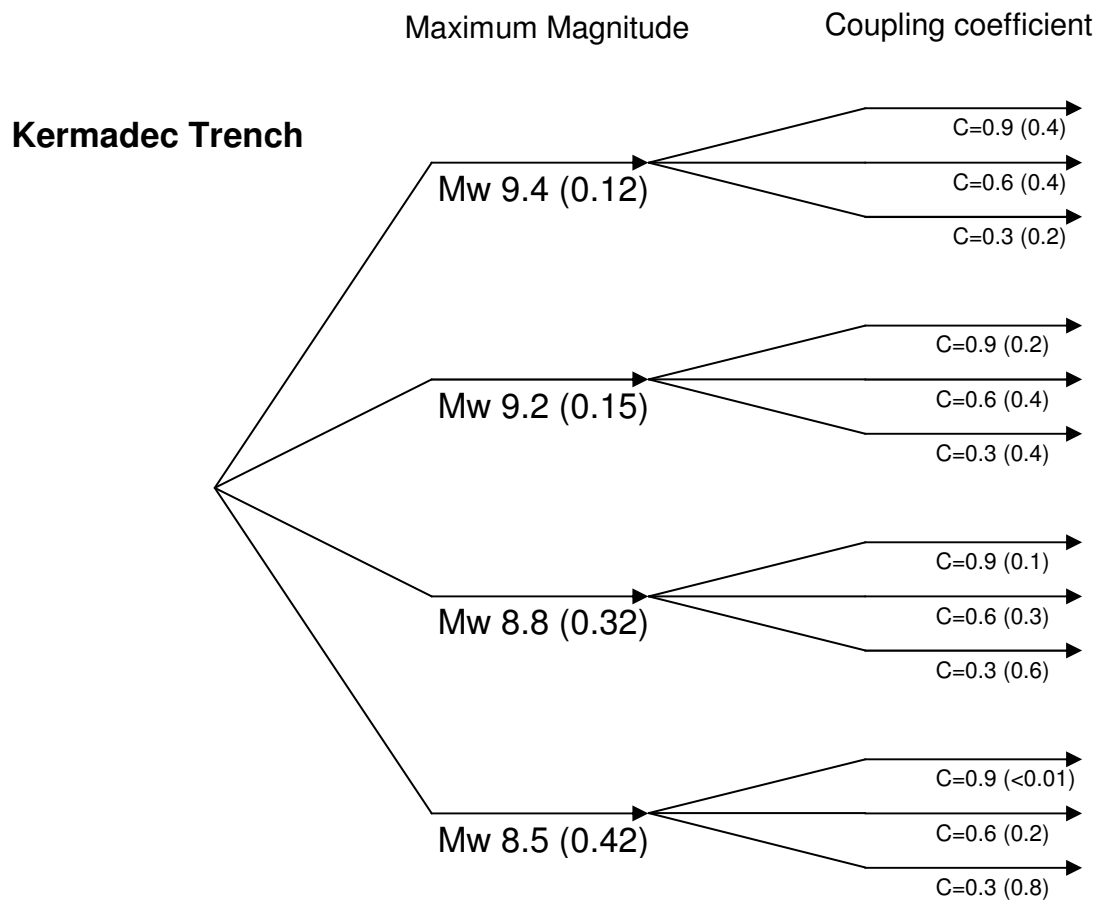 Maximum Magnitude
Coupling coefficient
Kermadec Trench
Mw 9.4 (0.12)
C=0.9 (0.4)
C=0.6 (0.4)
C=0.3 (0.2)
Mw 9.2 (0.15)
C=0.9 (0.2)
C=0.6 (0.4)
C=0.3 (0.4)
Mw 8.8 (0.32)
C=0.9 (0.1)
C=0.6 (0.3)
C=0.3 (0.6)
Mw 8.5 (0.42)
C=0.9 (<0.01)
C=0.6 (0.2)
C=0.3 (0.8)